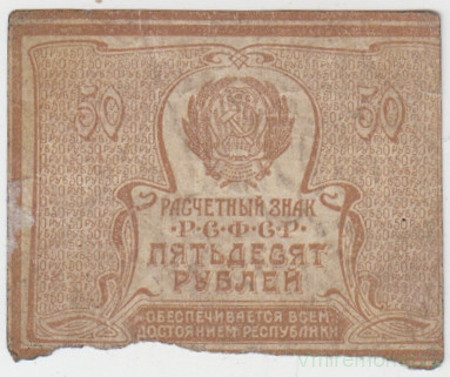 50 50
РАСЧЕТНЫЙ ЗНАК
Р.С.Ф.С.Р.
ПЯТЬДЕСЯТ
РУБЛЕЙ
ОБЕСПЕЧИВАЕТСЯ ВСЕМ
ДОСТОЯНИЕМ РЕСПУБЛИКИ